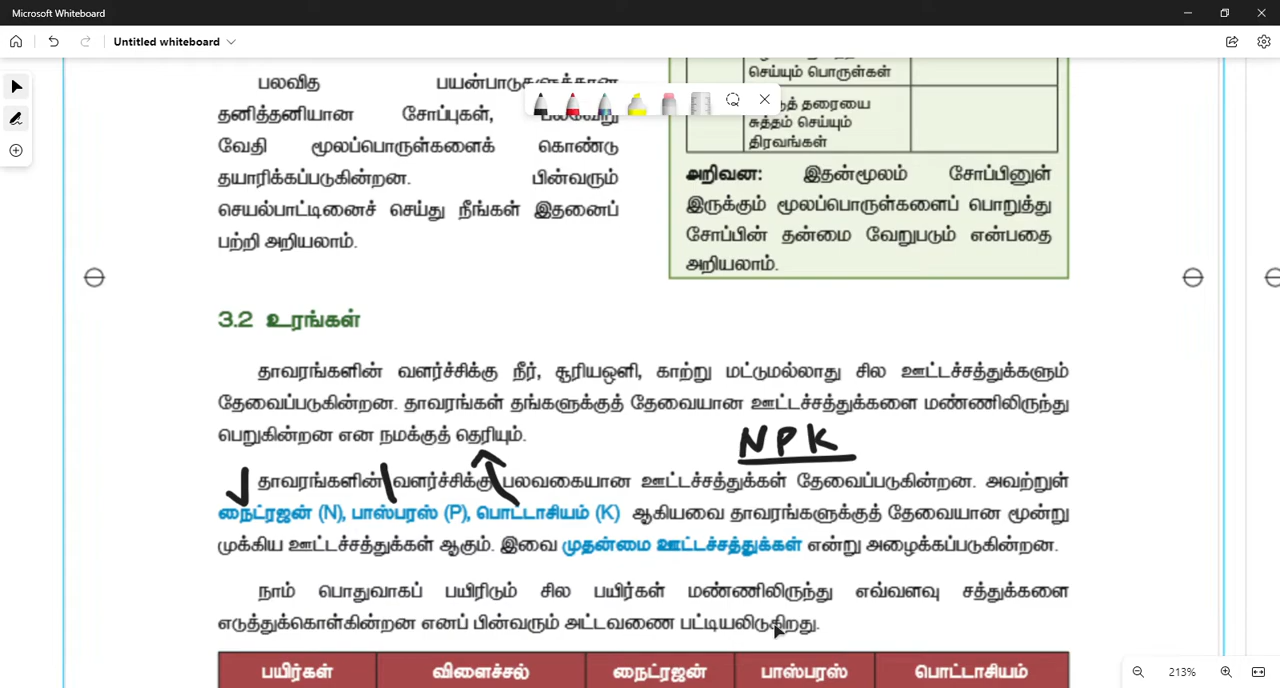 Microsoft Whiteboard
Untitled whiteboard
பலவித பயன்பாடுகளுக்கான
தனித்தனியான சோப்புகள், பல்வேறு
வேதி மூலப்பொருள்களைக் கொண்டு
தயாரிக்கப்படுகின்றன. பின்வரும்
செயல்பாட்டினைச் செய்து நீங்கள் இதனைப்
பற்றி அறியலாம்.
செய்யும் பொருள்கள்
தரையை
சுத்தம் செய்யும்
திரவங்கள்
அறிவன: இதன்மூலம் சோப்பினுள்
இருக்கும் மூலப்பொருள்களைப் பொறுத்து
சோப்பின் தன்மை வேறுபடும் என்பதை
அறியலாம்.
3.2 உரங்கள்
தாவரங்களின் வளர்ச்சிக்கு நீர், சூரியஒளி, காற்று மட்டுமல்லாது சில ஊட்டச்சத்துக்களும்
தேவைப்படுகின்றன. தாவரங்கள் தங்களுக்குத் தேவையான ஊட்டச்சத்துக்களை மண்ணிலிருந்து
பெறுகின்றன என நமக்குத் தெரியும்.
NPK
தாவரங்களின் வளர்ச்சிக்கு பலவகையான ஊட்டச்சத்துக்கள் தேவைப்படுகின்றன. அவற்றுள்
நைட்ரஜன் (N), பாஸ்பரஸ் (P), பொட்டாசியம் (K) ஆகியவை தாவரங்களுக்குத் தேவையான மூன்று
முக்கிய ஊட்டச்சத்துக்கள் ஆகும். இவை முதன்மை ஊட்டச்சத்துக்கள் என்று அழைக்கப்படுகின்றன.
நாம் பொதுவாகப் பயிரிடும் சில பயிர்கள் மண்ணிலிருந்து எவ்வளவு சத்துக்களை
எடுத்துக்கொள்கின்றன எனப் பின்வரும் அட்டவணை பட்டியலிடுகிறது.
பயிர்கள் விளைச்சல் நைட்ரஜன் பாஸ்பரஸ் பொட்டாசியம்
213%